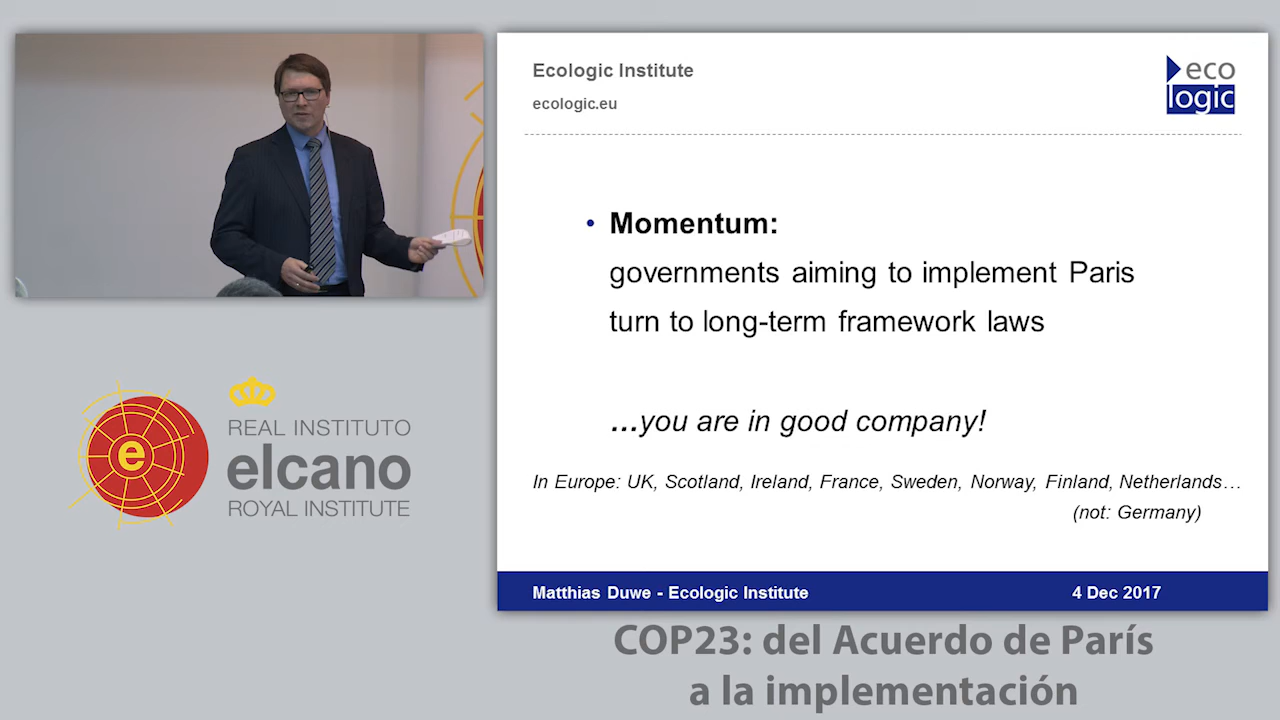 Ecologic Institute
ecologic.eu
eco
logic
• Momentum:
governments aiming to implement Paris
turn to long-term framework laws
...you are in good company!
In Europe: UK, Scotland, Ireland, France, Sweden, Norway, Finland, Netherlands...
(not: Germany)
Matthias Duwe - Ecologic Institute 4 Dec 2017
e
REAL INSTITUTO
elcano
ROYAL INSTITUTE
COP23: del Acuerdo de París
a la implementación